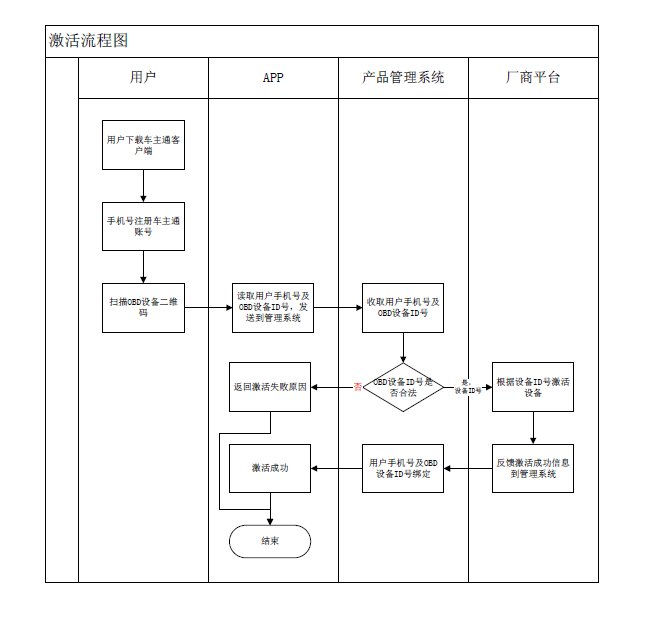 激活流程图
用户
APP
产品管理系统
厂商平台
用户下载车主通客
户端
手机号注册车主通
账号
扫描OBD设备二维
码
读取用户手机号及
OBD设备ID号，发
送到管理系统
收取用户手机号及
OBD设备ID号
返回激活失败原因
否
OBD设备ID号是
否合法
是，
设备ID号
根据设备ID号激活
设备
激活成功
用户手机号及OBD
设备ID号绑定
反馈激活成功信息
到管理系统
结束